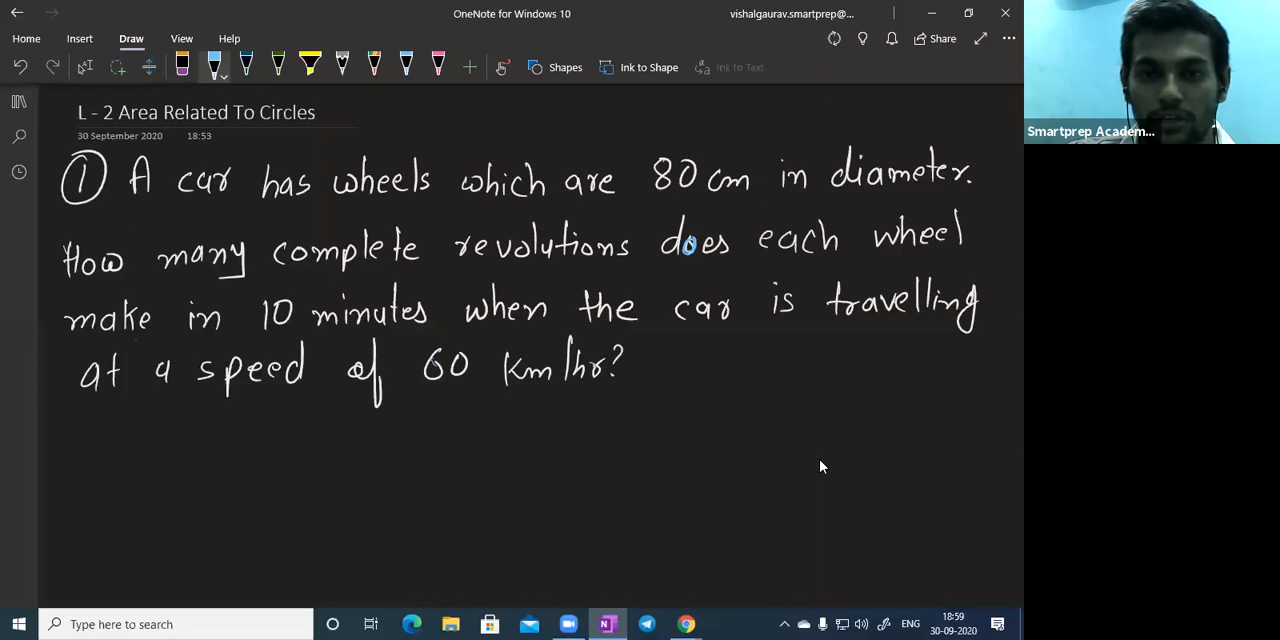 OneNote for Windows 10
vishalgaurav.smartprep@...
Home Insert Draw View Help
Share
Shapes
Ink to Shape
Ink to Text
L - 2 Area Related To Circles
30 September 2020 18:53
Smartprep Academ...
① A car has wheels which are 80 cm in diameter.
How many complete revolutions does each wheel
make in 10 minutes when the car is travelling
at a speed of 60 km/hr?
Type here to search
ENG
18:59
30-09-2020